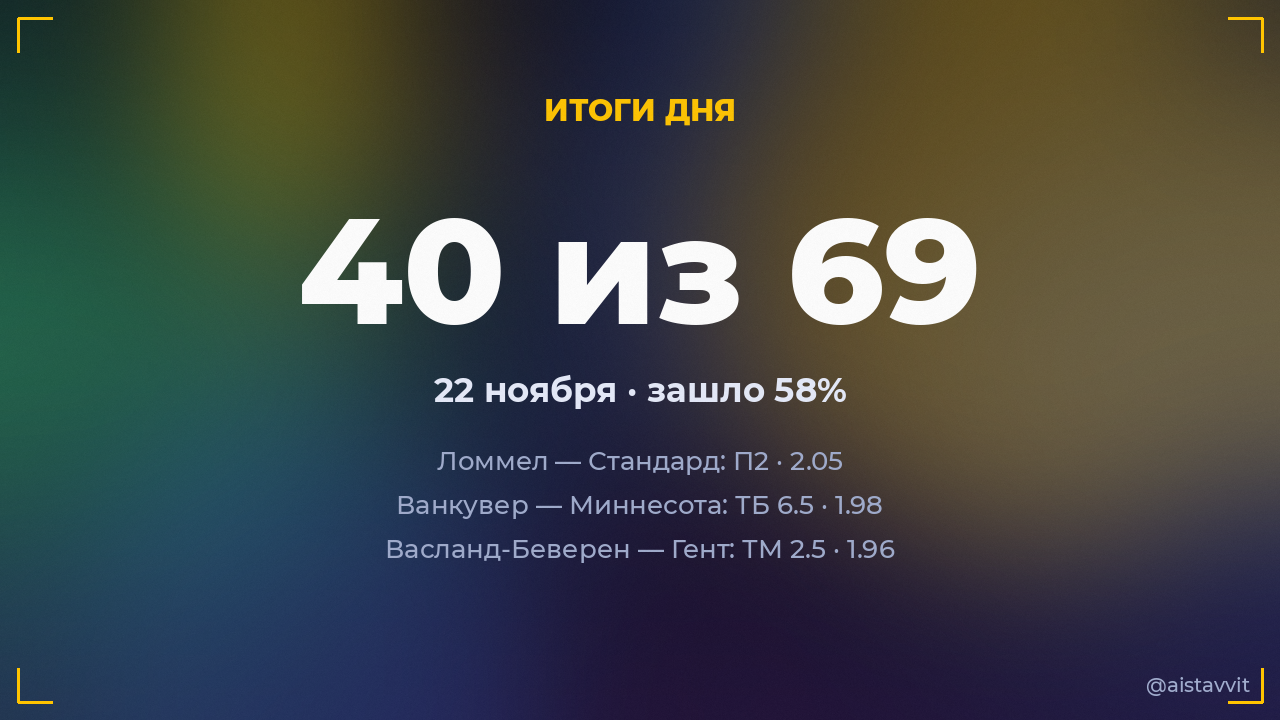 ИТОГИ ДНЯ
40 из 69
22 ноября · зашло 58%
Ломмел — Стандард: П2 · 2.05
Ванкувер — Миннесота: ТБ 6.5 · 1.98
Васланд-Беверен — Гент: ТМ 2.5 · 1.96
@aistavvit